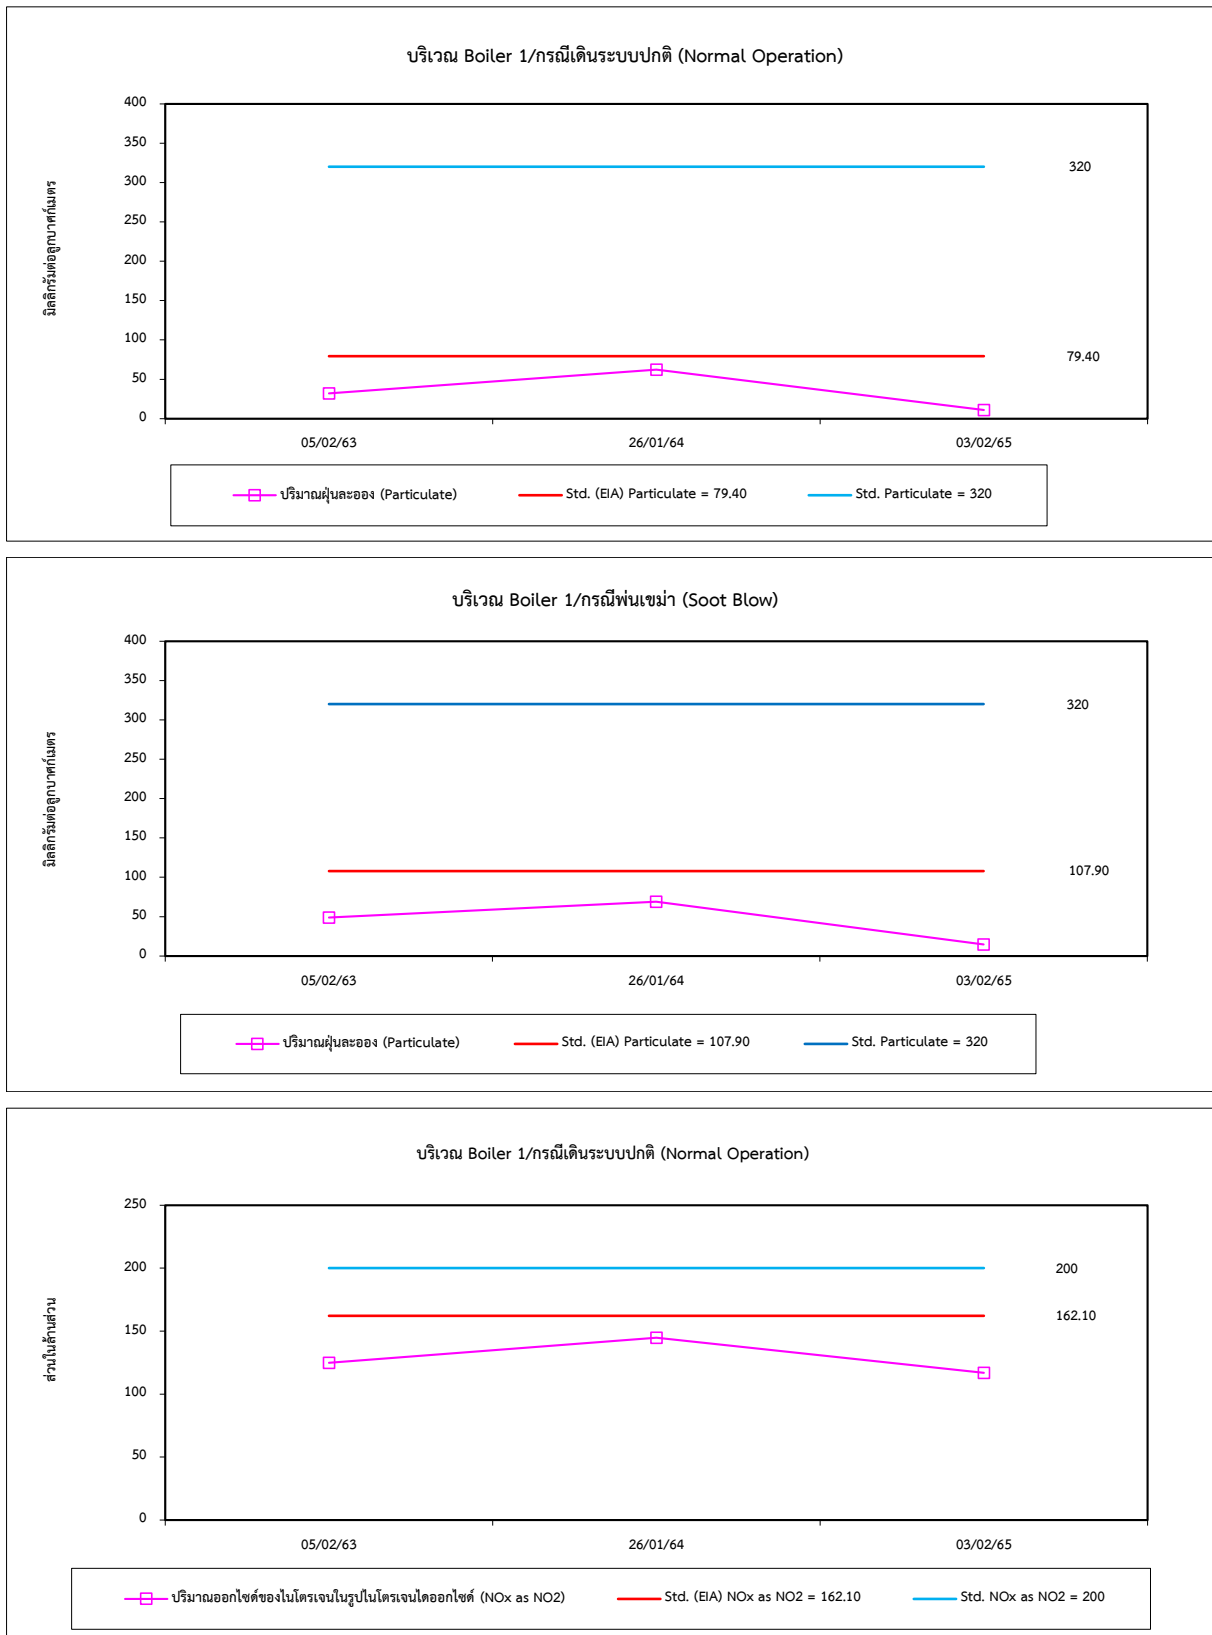 บริเวณ Boiler 1/กรณีเดินระบบปกติ (Normal Operation)
400
350
300
250
200
150
100
50
0
มิลลิกรัมต่อลูกบาศก์เมตร
320
79.40
05/02/63 26/01/64 03/02/65
ปริมาณฝุ่นละออง (Particulate) Std. (EIA) Particulate = 79.40 Std. Particulate = 320
บริเวณ Boiler 1/กรณีพ่นเขม่า (Soot Blow)
400
350
300
250
200
150
100
50
0
มิลลิกรัมต่อลูกบาศก์เมตร
320
107.90
05/02/63 26/01/64 03/02/65
ปริมาณฝุ่นละออง (Particulate) Std. (EIA) Particulate = 107.90 Std. Particulate = 320
บริเวณ Boiler 1/กรณีเดินระบบปกติ (Normal Operation)
250
200
150
100
50
0
ส่วนในล้านส่วน
200
162.10
05/02/63 26/01/64 03/02/65
ปริมาณออกไซด์ของไนโตรเจนในรูปไนโตรเจนไดออกไซด์ (NOx as NO2) Std. (EIA) NOx as NO2 = 162.10 Std. NOx as NO2 = 200